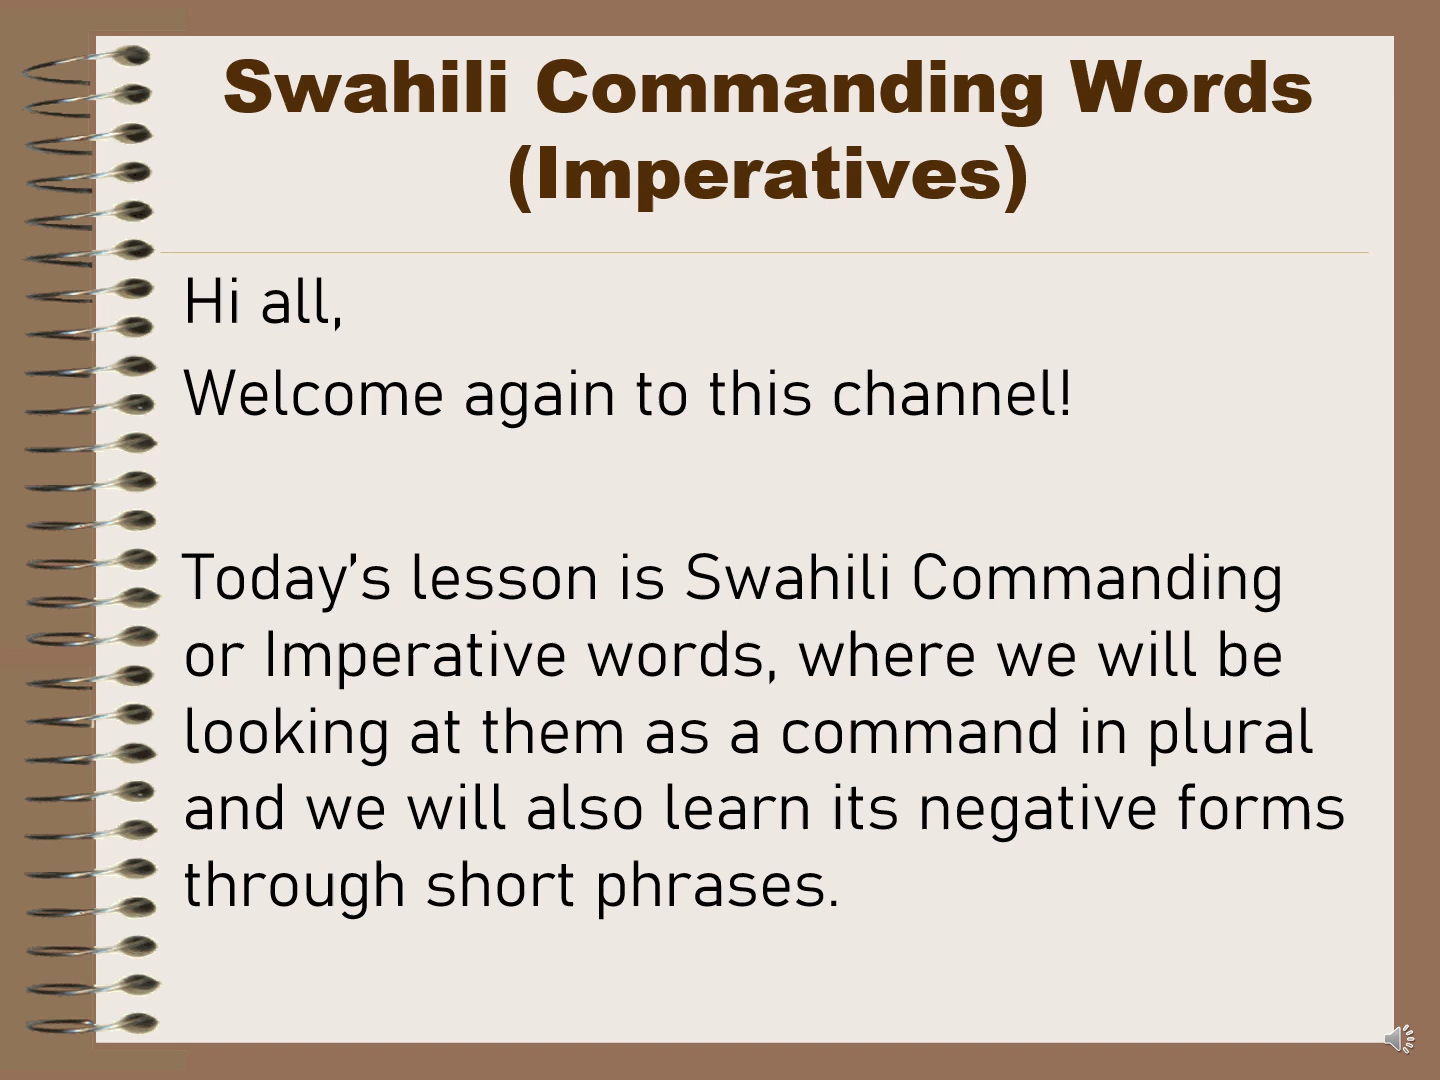 Swahili Commanding Words
(Imperatives)
Hi all,
Welcome again to this channel!
Today’s lesson is Swahili Commanding
or Imperative words, where we will be
looking at them as a command in plural
and we will also learn its negative forms
through short phrases.